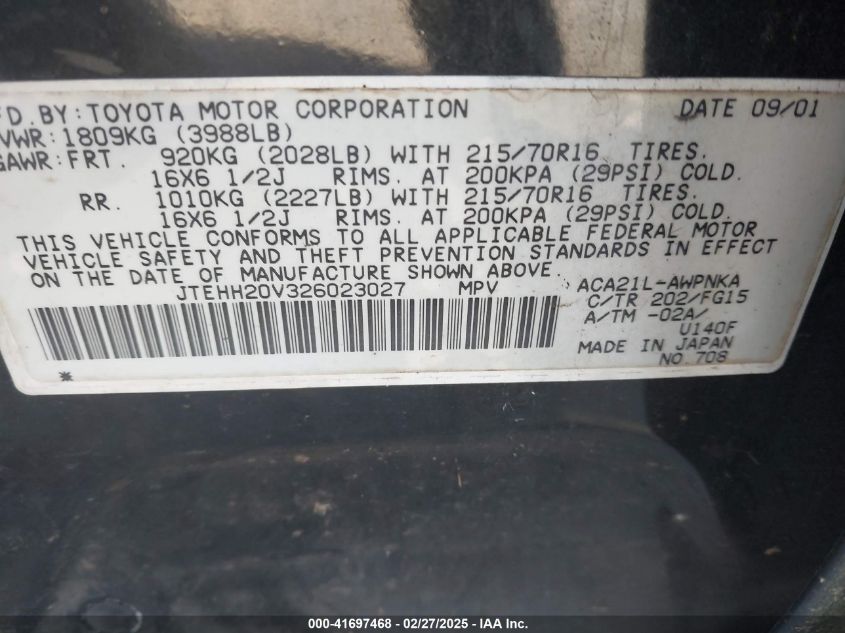 FD. BY: TOYOTA MOTOR CORPORATION DATE 09/01
VWR: 1809KG (3988LB)
GAWR: FRT. 920KG (2028LB) WITH 215/70R16 TIRES.
16X6 1/2J RIMS. AT 200KPA (29PSI) COLD.
RR. 1010KG (2227LB) WITH 215/70R16 TIRES.
16X6 1/2J RIMS. AT 200KPA (29PSI) COLD.
THIS VEHICLE CONFORMS TO ALL APPLICABLE FEDERAL MOTOR
VEHICLE SAFETY AND THEFT PREVENTION STANDARDS IN EFFECT
ON THE DATE OF MANUFACTURE SHOWN ABOVE.
JTEHH20V326023027 MPV ACA21L-AWPNKA
C/TR 202/FG15
A/TM -02A/
U140F
MADE IN JAPAN
NO 708
*
000-41697468 - 02/27/2025 - IAA Inc.